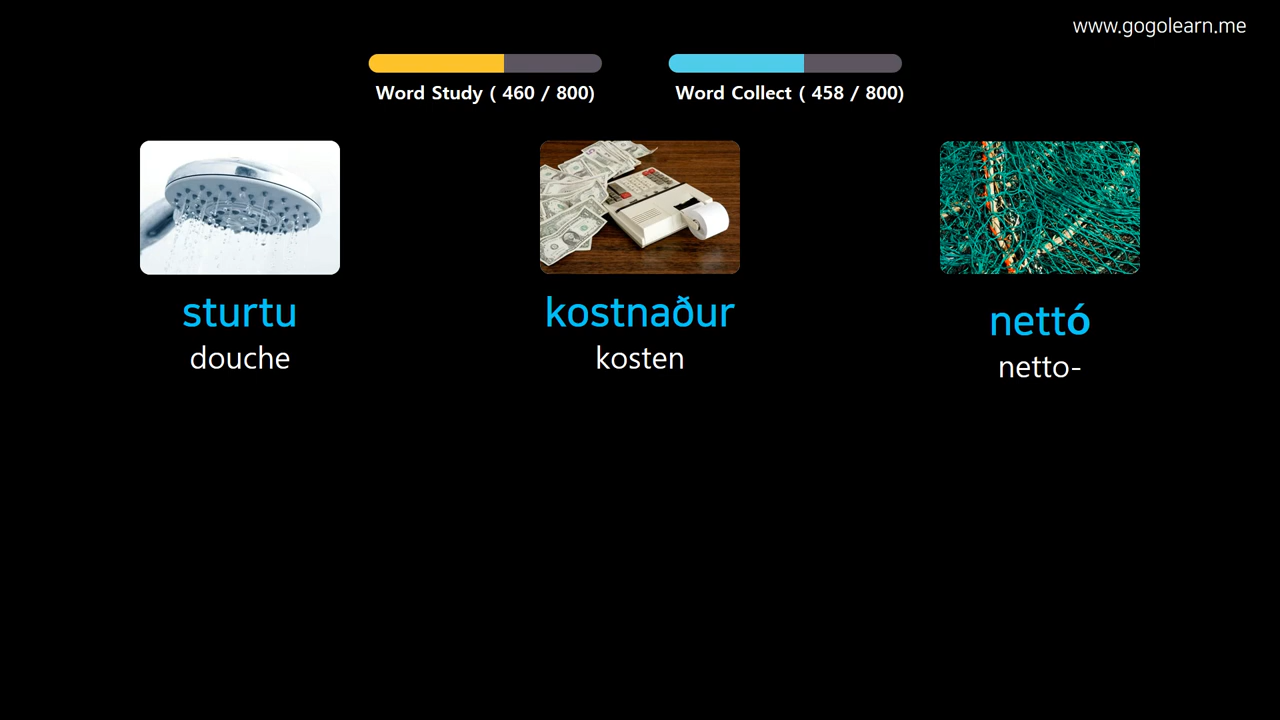 www.gogolearn.me
Word Study ( 460 / 800)
Word Collect ( 458 / 800)
sturtu
douche
kostnaður
kosten
nettó
netto-